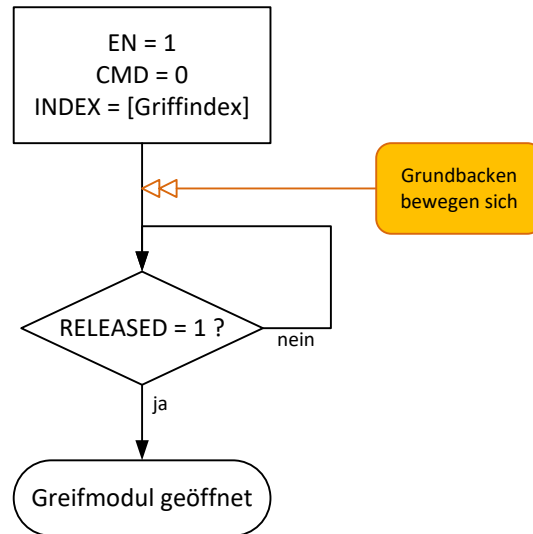 EN = 1
CMD = 0
INDEX = [Griffindex]
Grundbacken
bewegen sich
RELEASED = 1 ?
nein
ja
Greifmodul geöffnet